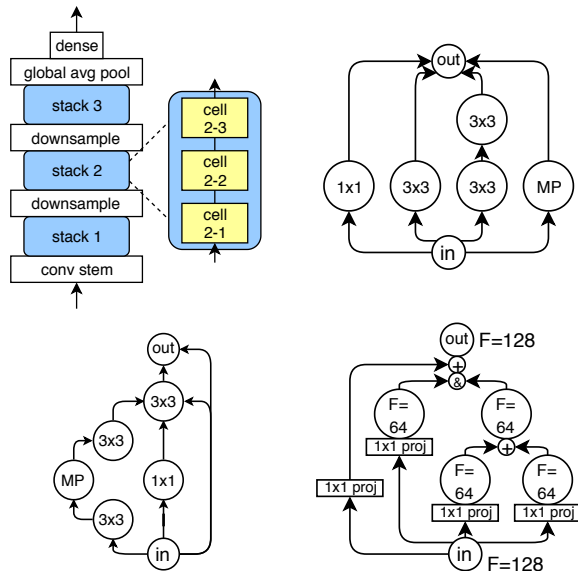 dense
global avg pool
stack 3
downsample
stack 2
downsample
stack 1
conv stem
cell
2-3
cell
2-2
cell
2-1
out
3x3
1x1
3x3
3x3
MP
in
out
3x3
3x3
MP
1x1
3x3
in
out
F=128
+
&
F=
64
F=
64
1x1 proj
+
1x1 proj
F=
64
F=
64
1x1 proj
1x1 proj
in
F=128